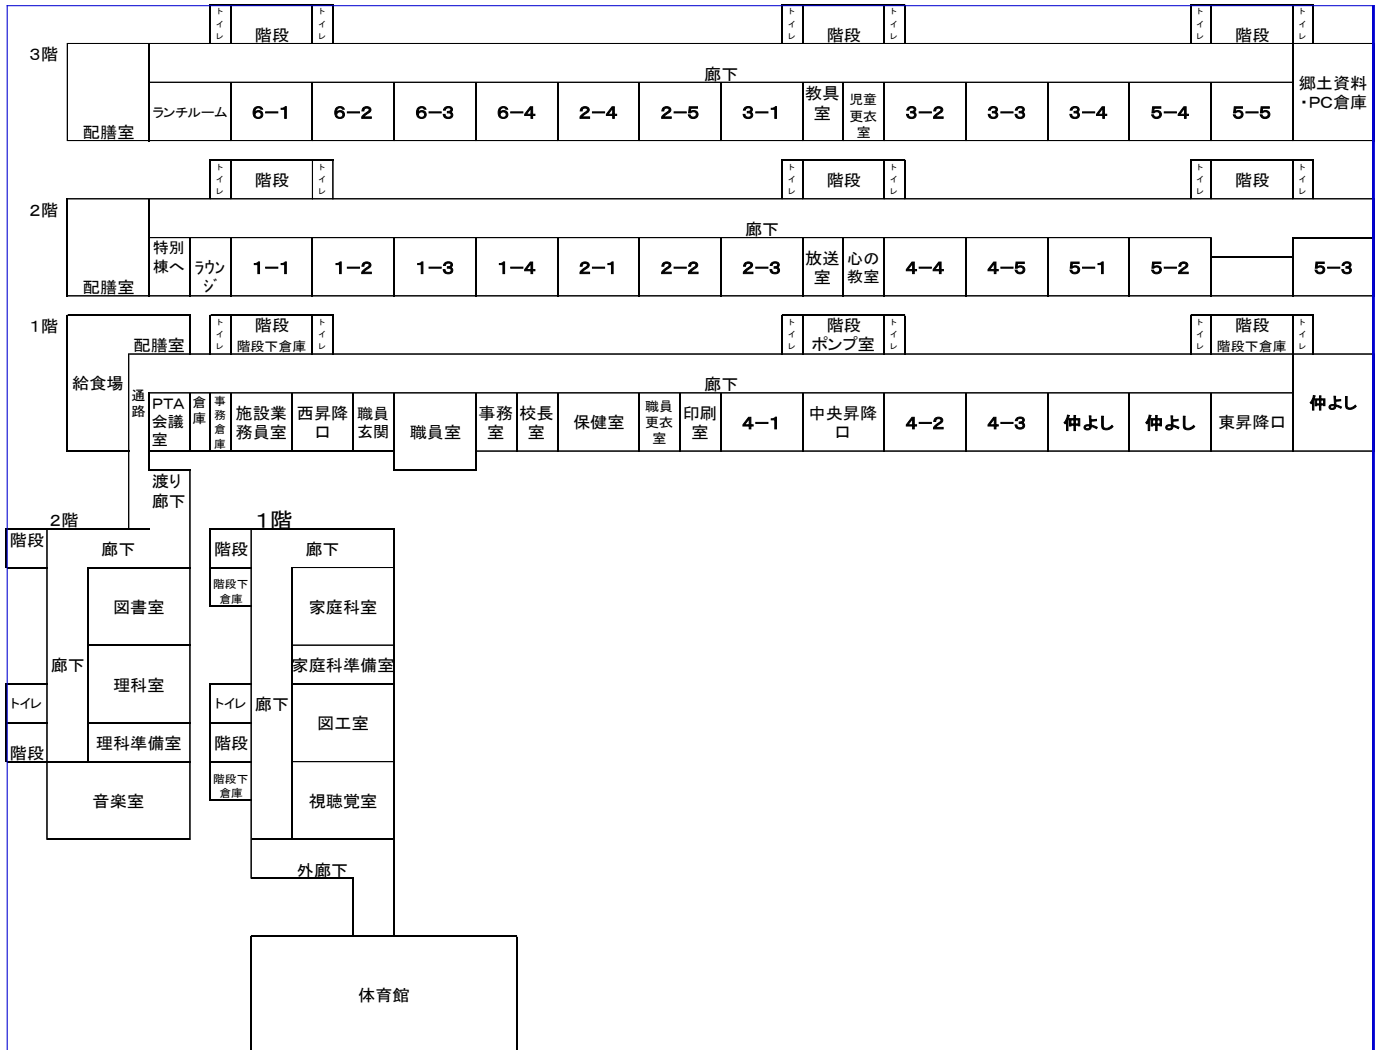 トイレ
階段
トイレ
トイレ
階段
トイレ
トイレ
階段
トイレ
3階
廊下
配膳室
ランチルーム
6−1
6−2
6−3
6−4
2−4
2−5
3−1
教具
室
児童
更衣
室
3−2
3−3
3−4
5−4
5−5
郷土資料
・PC倉庫
トイレ
階段
トイレ
トイレ
階段
トイレ
トイレ
階段
トイレ
2階
廊下
配膳室
特別
棟へ
ラウン
ジ
1−1
1−2
1−3
1−4
2−1
2−2
2−3
放送
室
心の
教室
4−4
4−5
5−1
5−2
5−3
1階
配膳室
トイレ
階段
階段下倉庫
トイレ
トイレ
階段
ポンプ室
トイレ
トイレ
階段
階段下倉庫
トイレ
給食場
通路
廊下
PTA
会議
室
倉庫
事務倉庫
施設業
務員室
西昇降
口
職員
玄関
職員室
事務
室
校長
室
保健室
職員
更衣
室
印刷
室
4−1
中央昇降
口
4−2
4−3
仲よし
仲よし
東昇降口
仲よし
渡り
廊下
2階
階段
廊下
図書室
廊下
理科室
トイレ
理科準備室
階段
音楽室
1階
階段
廊下
階段下
倉庫
家庭科室
家庭科準備室
トイレ
廊下
図工室
階段
階段下
倉庫
視聴覚室
外廊下
体育館